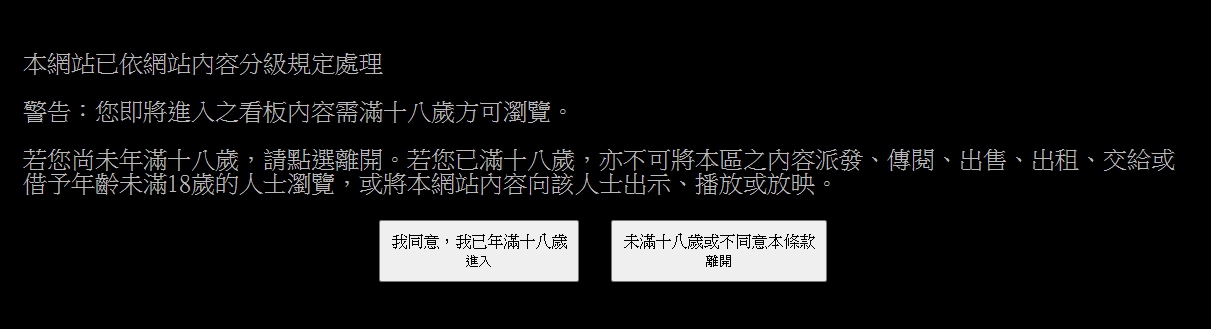 本網站已依網站內容分級規定處理
警告：您即將進入之看板內容需滿十八歲方可瀏覽。
若您尚未年滿十八歲，請點選離開。若您已滿十八歲，亦不可將本區之內容派發、傳閱、出售、出租、交給或
借予年齡未滿18歲的人士瀏覽，或將本網站內容向該人士出示、播放或放映。
我同意，我已年滿十八歲
進入
未滿十八歲或不同意本條款
離開